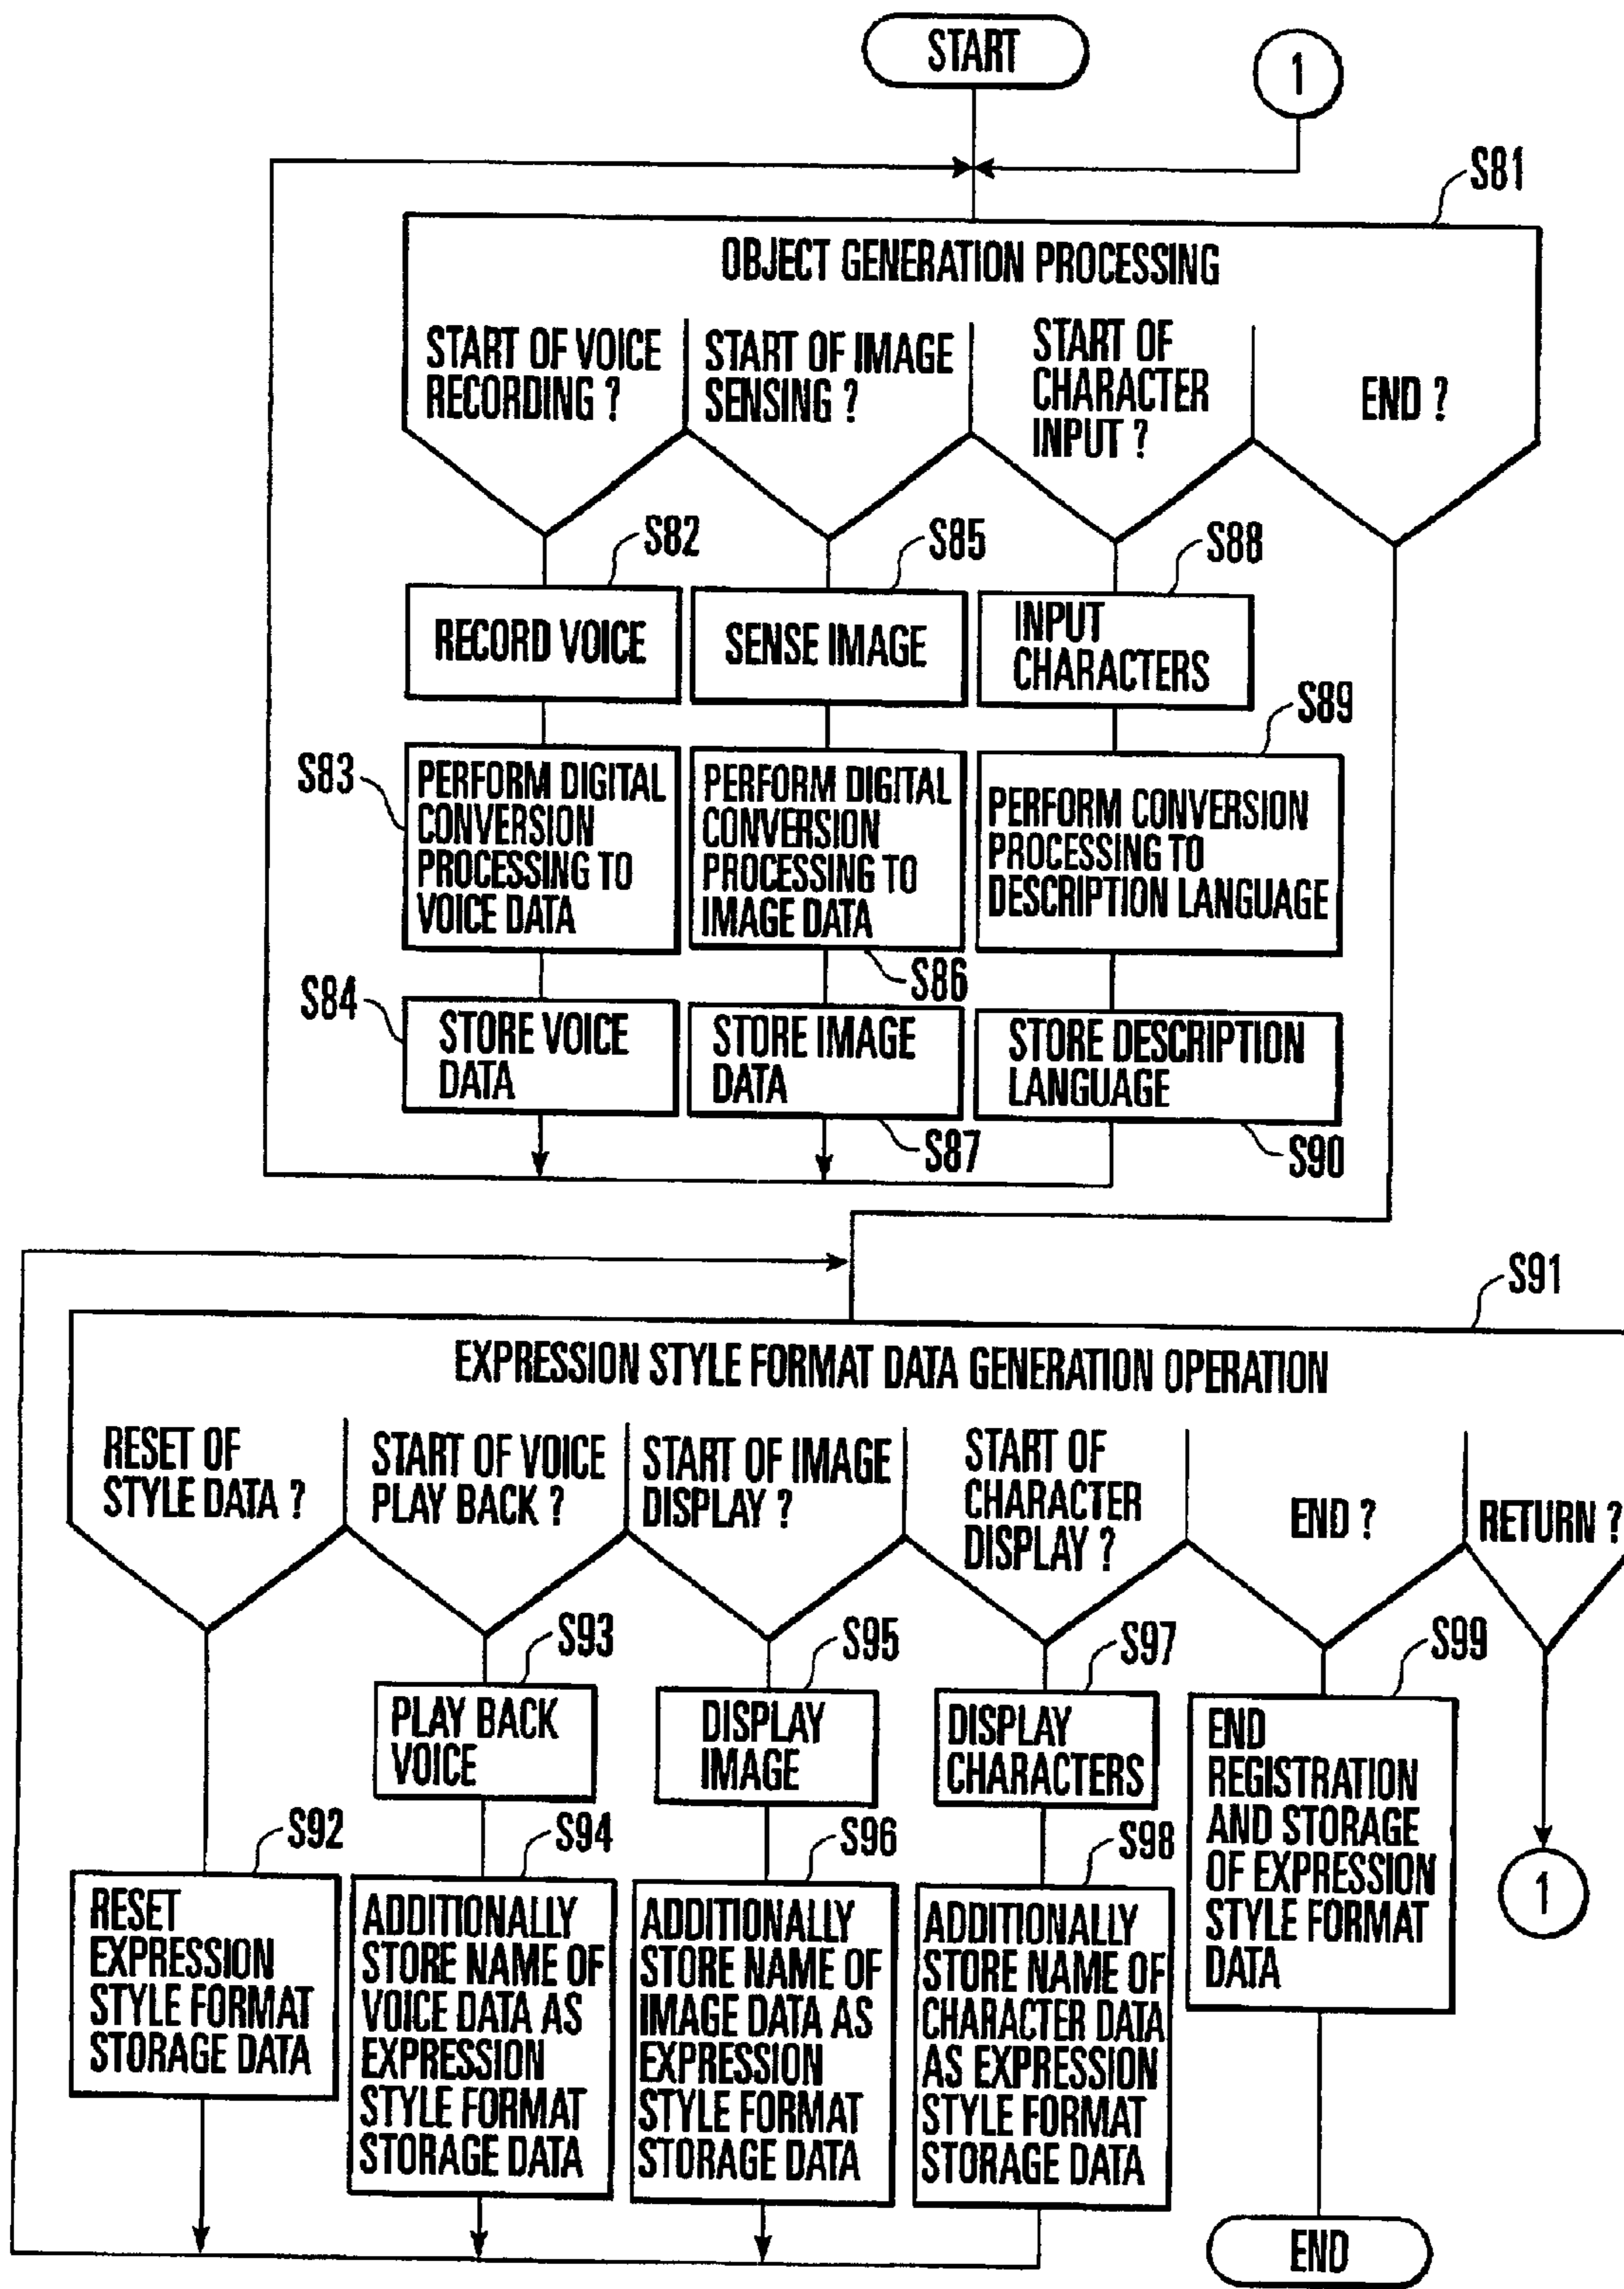 START
1
S81
OBJECT GENERATION PROCESSING
START OF VOICE
RECORDING ?
START OF IMAGE
SENSING ?
START OF
CHARACTER
INPUT ?
END ?
S82
RECORD VOICE
S85
SENSE IMAGE
S88
INPUT
CHARACTERS
S83
PERFORM DIGITAL
CONVERSION
PROCESSING TO
VOICE DATA
PERFORM DIGITAL
CONVERSION
PROCESSING TO
IMAGE DATA
S86
S89
PERFORM CONVERSION
PROCESSING TO
DESCRIPTION LANGUAGE
S84
STORE VOICE
DATA
STORE IMAGE
DATA
S87
STORE DESCRIPTION
LANGUAGE
S90
S91
EXPRESSION STYLE FORMAT DATA GENERATION OPERATION
RESET OF
STYLE DATA ?
START OF VOICE
PLAY BACK ?
START OF IMAGE
DISPLAY ?
START OF
CHARACTER
DISPLAY ?
END ?
RETURN ?
S93
PLAY BACK
VOICE
S95
DISPLAY
IMAGE
S97
DISPLAY
CHARACTERS
S99
END
REGISTRATION
AND STORAGE
OF EXPRESSION
STYLE FORMAT
DATA
1
S92
RESET
EXPRESSION
STYLE FORMAT
STORAGE DATA
S94
ADDITIONALLY
STORE NAME OF
VOICE DATA AS
EXPRESSION
STYLE FORMAT
STORAGE DATA
S96
ADDITIONALLY
STORE NAME OF
IMAGE DATA AS
EXPRESSION
STYLE FORMAT
STORAGE DATA
S98
ADDITIONALLY
STORE NAME OF
CHARACTER DATA
AS EXPRESSION
STYLE FORMAT
STORAGE DATA
END